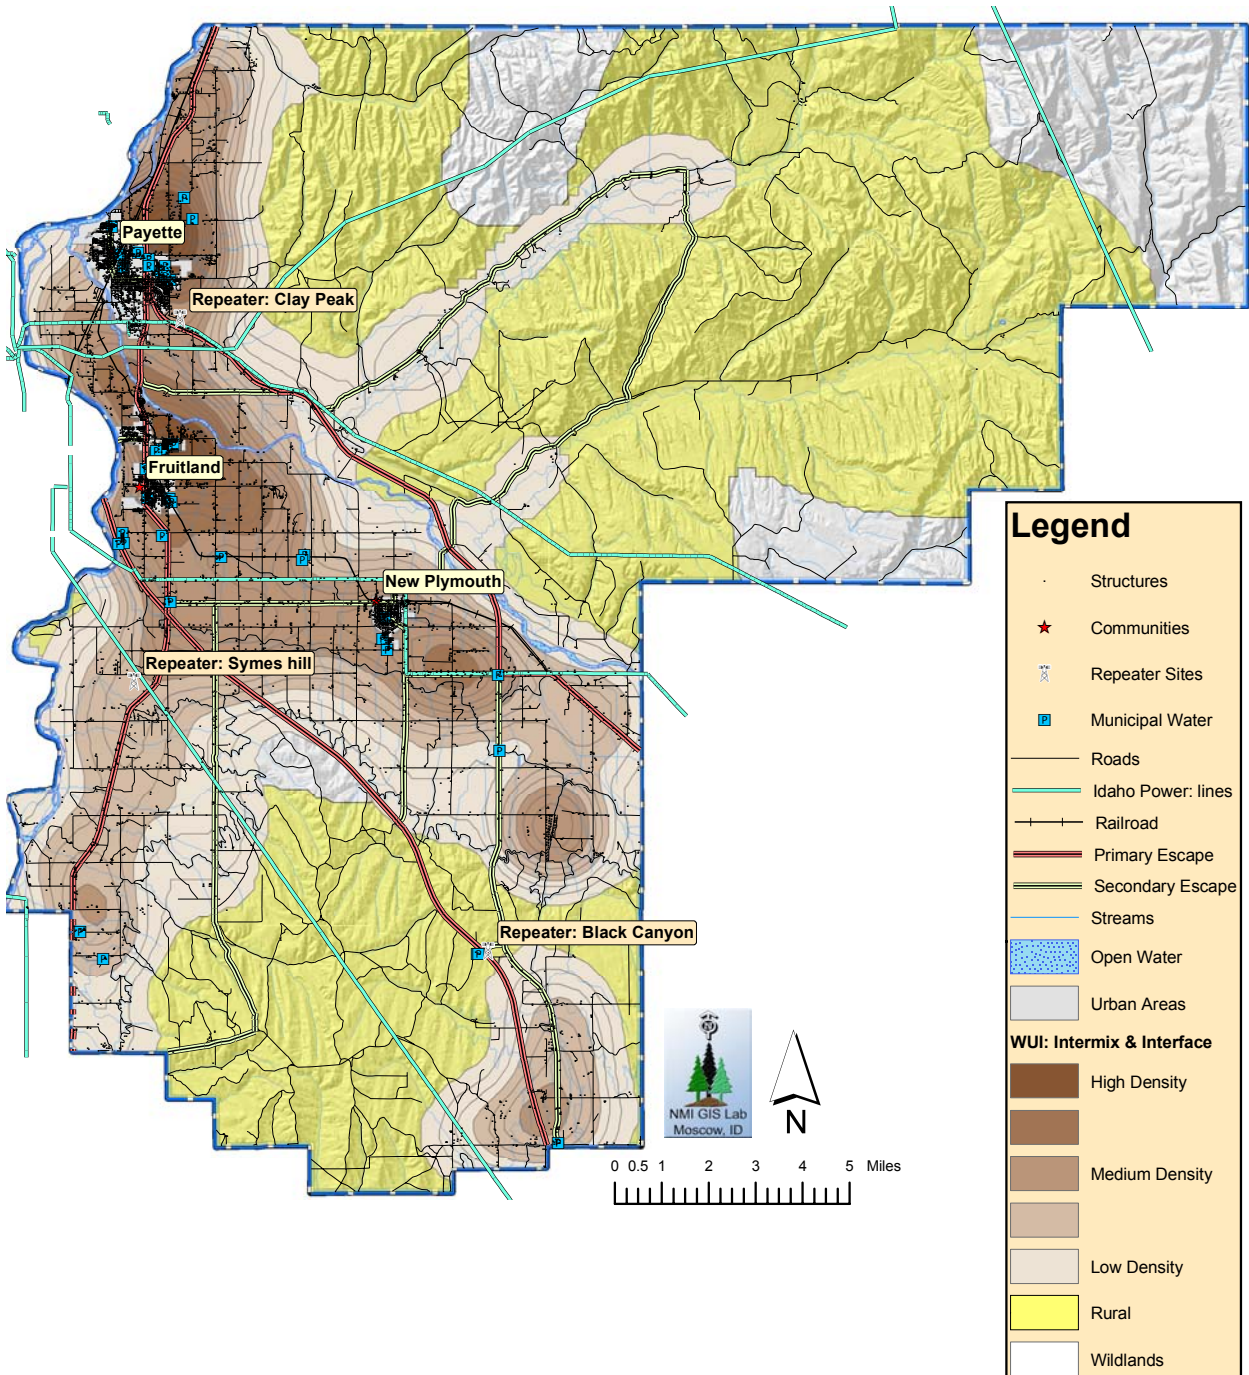 Payette
Repeater: Clay Peak
Fruitland
New Plymouth
Repeater: Symes hill
Repeater: Black Canyon
NMI GIS Lab
Moscow, ID
N
0 0.5 1 2 3 4 5 Miles
Legend
Structures
Communities
Repeater Sites
P Municipal Water
Roads
Idaho Power: lines
Railroad
Primary Escape
Secondary Escape
Streams
Open Water
Urban Areas
WUI: Intermix & Interface
High Density
Medium Density
Low Density
Rural
Wildlands